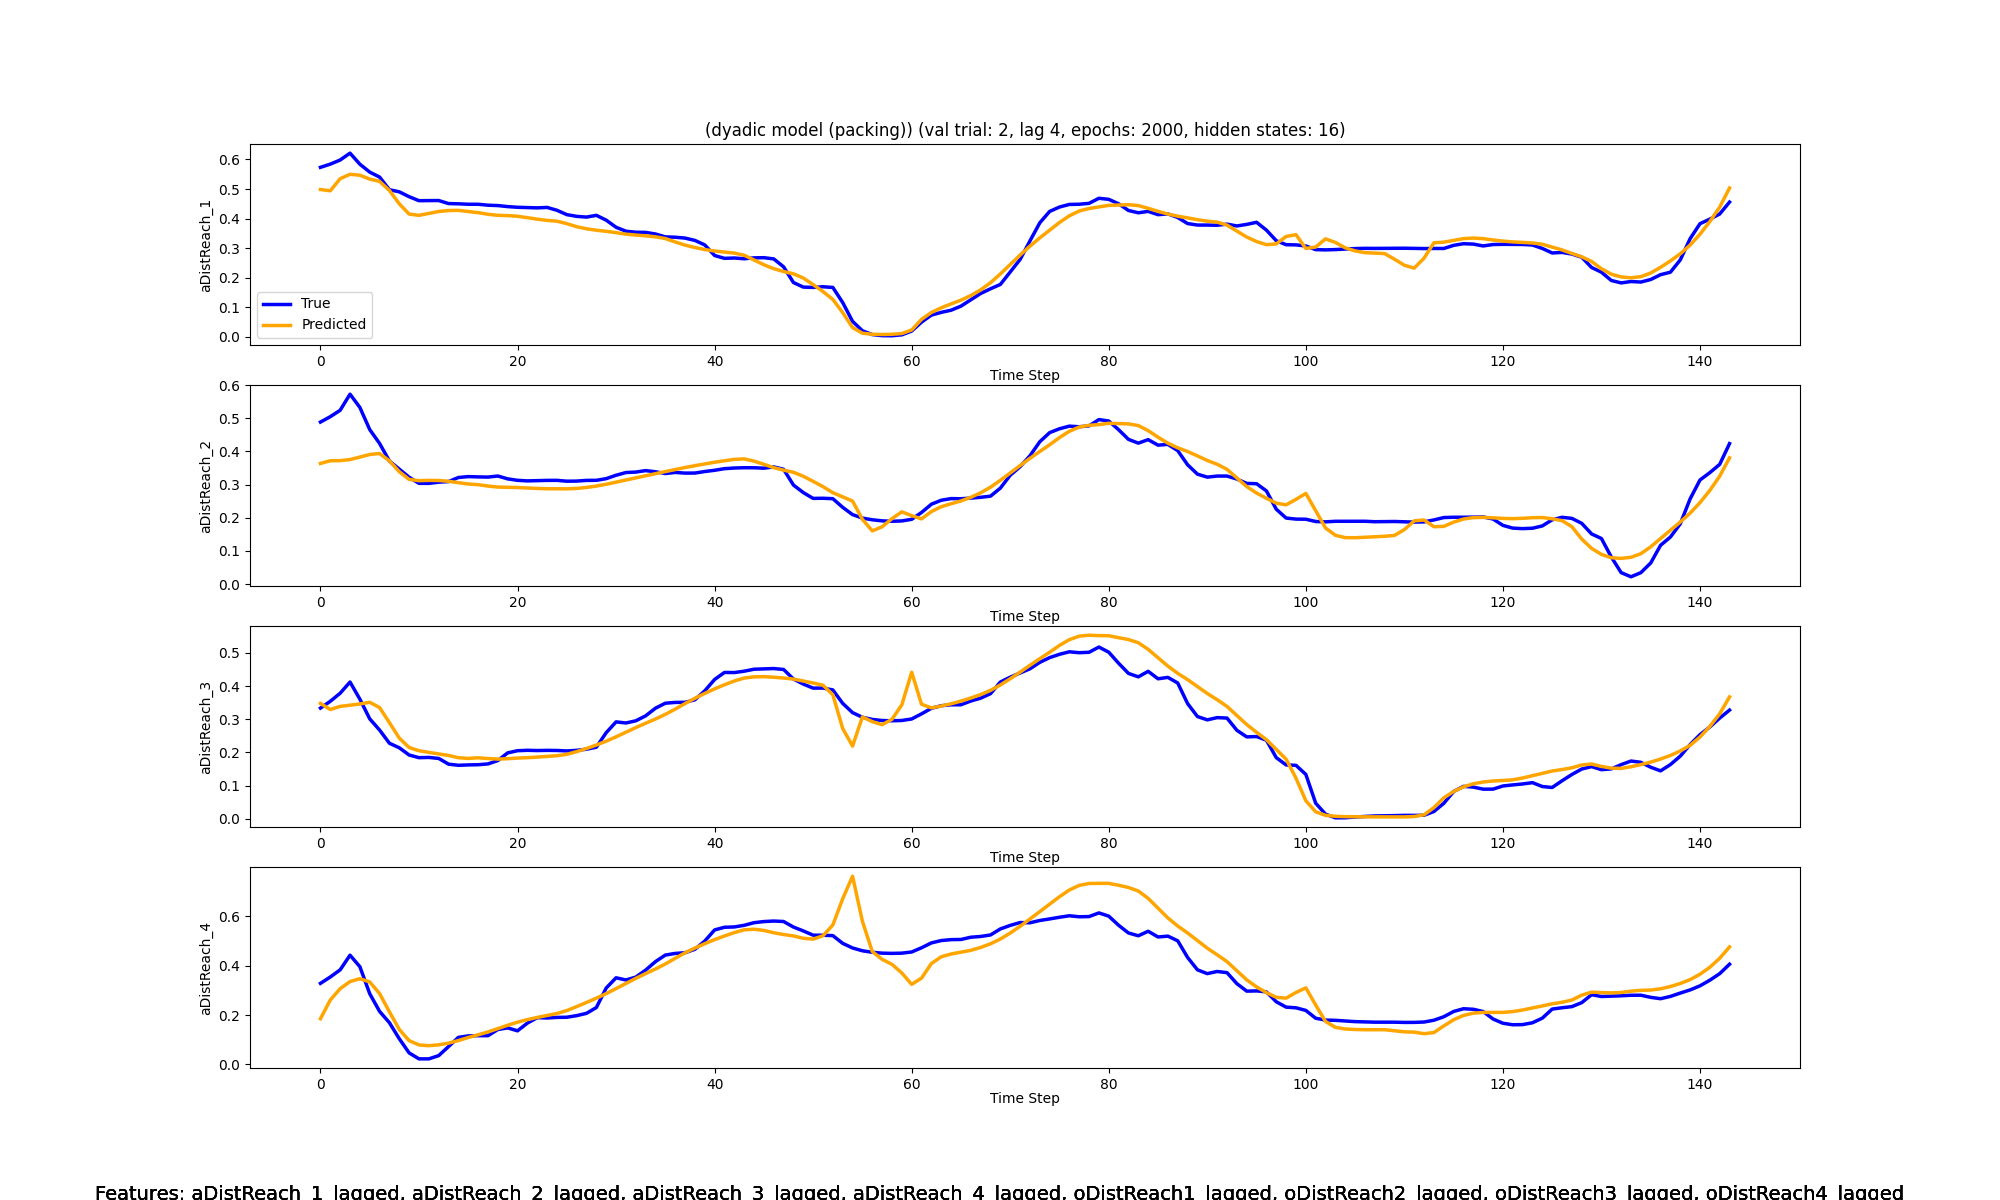 (dyadic model (packing)) (val trial: 2, lag 4, epochs: 2000, hidden states: 16)
0.6
0.5
0.4
0.3
0.2
0.1
0.0
aDistReach_1
True
Predicted
0 20 40 60 80 100 120 140
Time Step
0.6
0.5
0.4
0.3
0.2
0.1
0.0
aDistReach_2
0 20 40 60 80 100 120 140
Time Step
0.5
0.4
0.3
0.2
0.1
0.0
aDistReach_3
0 20 40 60 80 100 120 140
Time Step
0.6
0.4
0.2
0.0
aDistReach_4
0 20 40 60 80 100 120 140
Time Step
Features: aDistReach_1_lagged, aDistReach_2_lagged, aDistReach_3_lagged, aDistReach_4_lagged, oDistReach1_lagged, oDistReach2_lagged, oDistReach3_lagged, oDistReach4_lagged